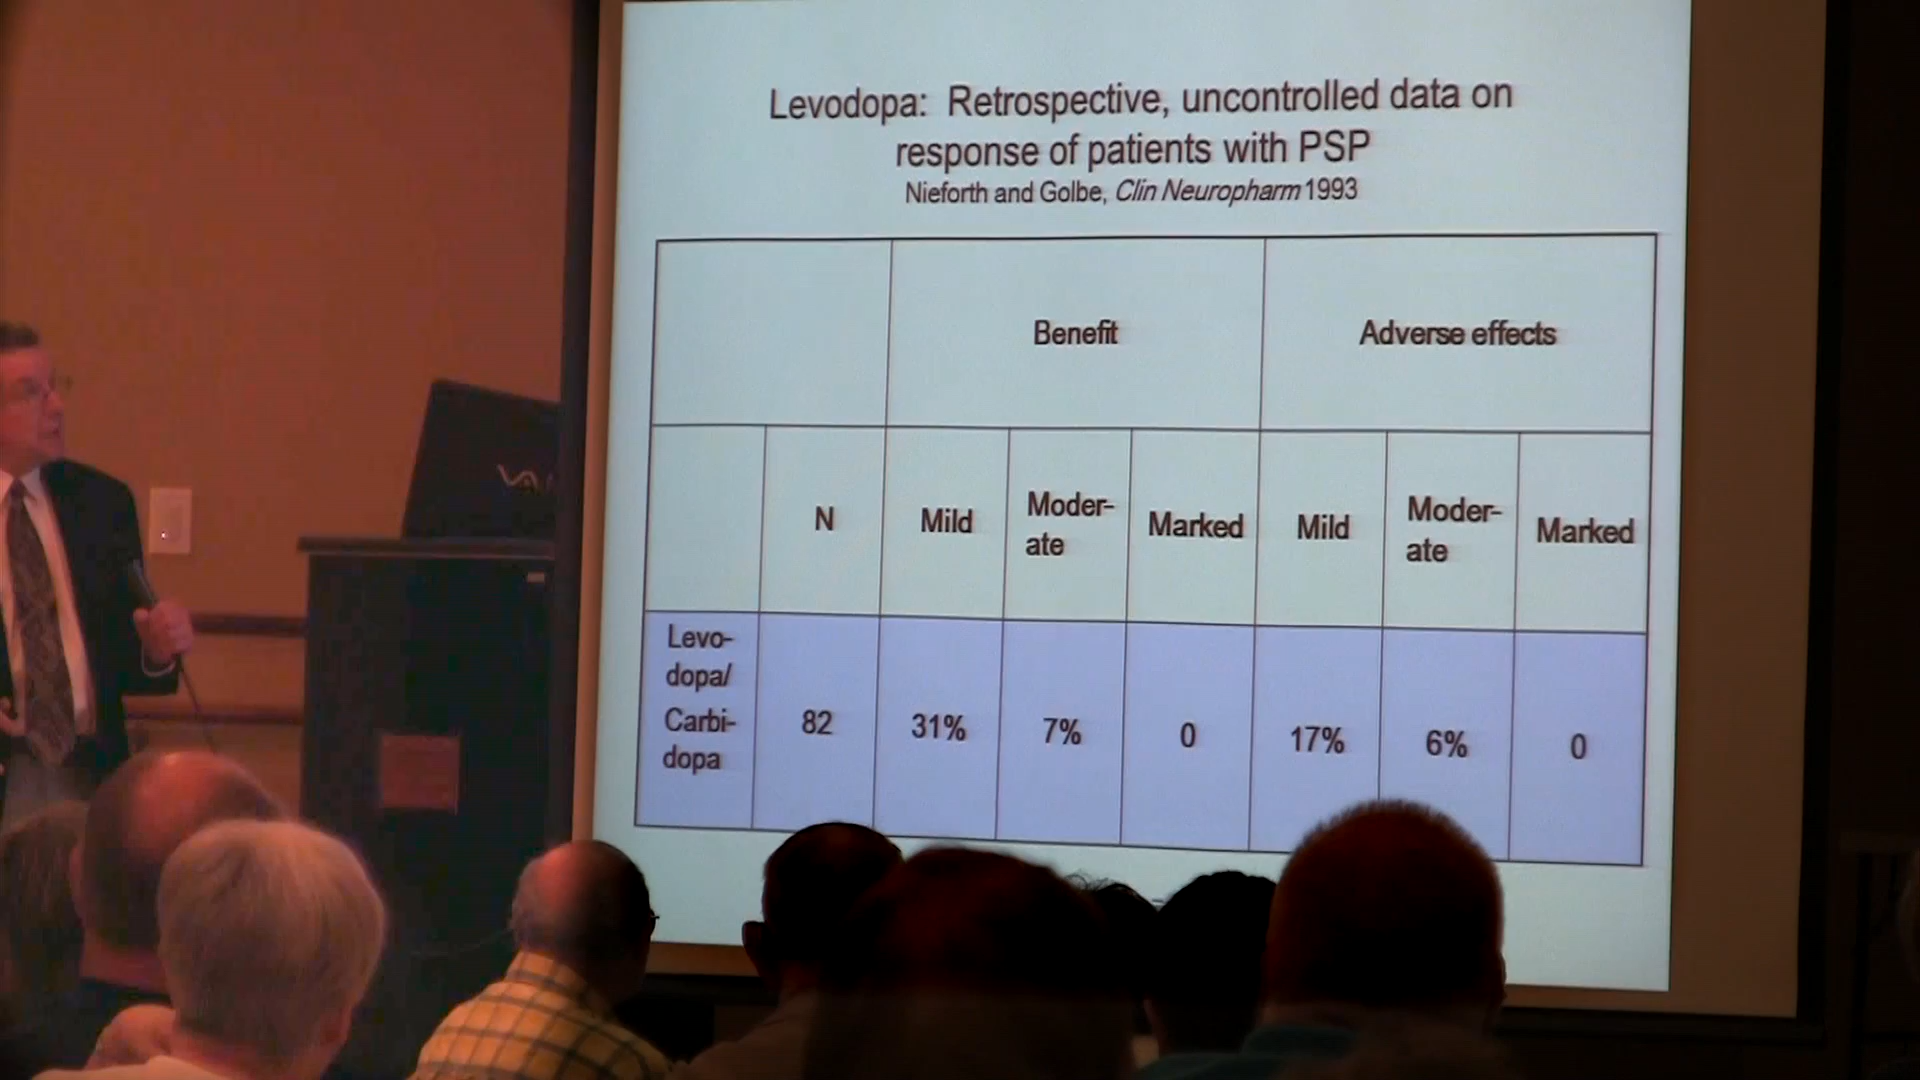 Levodopa: Retrospective, uncontrolled data on
response of patients with PSP
Nieforth and Golbe, Clin Neuropharm 1993
Benefit
Adverse effects
N
Mild
Moder-
ate
Marked
Mild
Moder-
ate
Marked
Levo-
dopa/
Carbi-
dopa
82
31%
7%
0
17%
6%
0